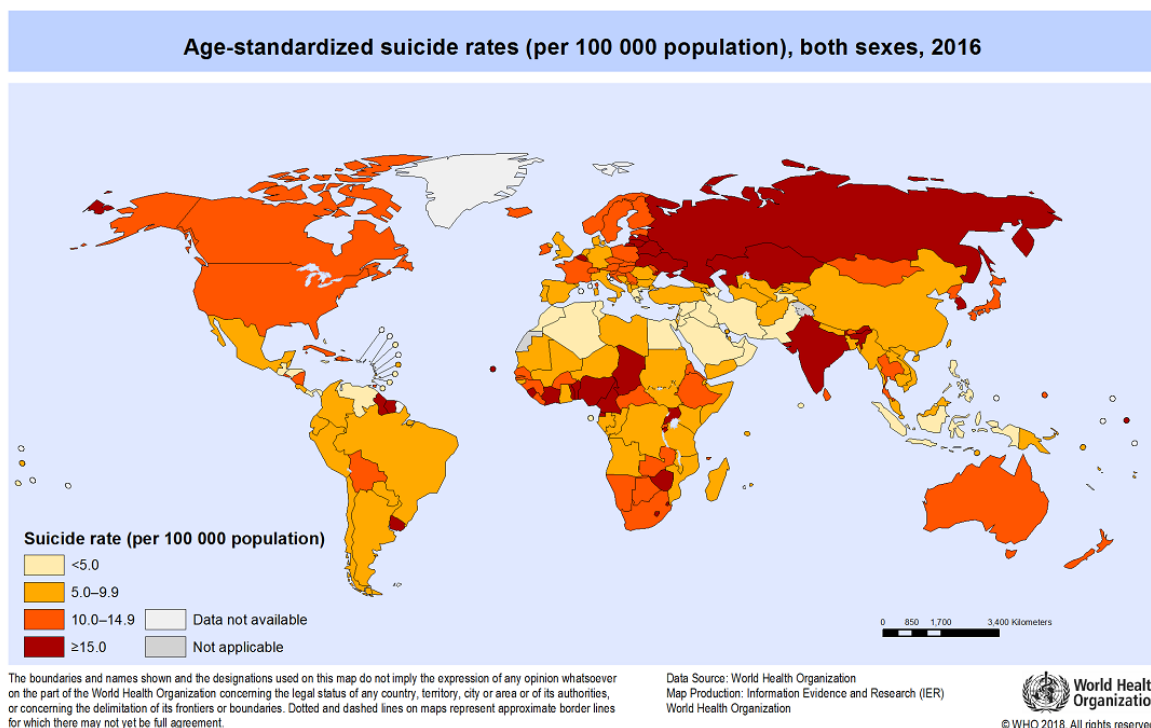 Age-standardized suicide rates (per 100 000 population), both sexes, 2016
Suicide rate (per 100 000 population)
<5.0
5.0–9.9
10.0–14.9
≥15.0
Data not available
Not applicable
0 850 1,700 3,400 Kilometers
The boundaries and names shown and the designations used on this map do not imply the expression of any opinion whatsoever
on the part of the World Health Organization concerning the legal status of any country, territory, city or area or of its authorities,
or concerning the delimitation of its frontiers or boundaries. Dotted and dashed lines on maps represent approximate border lines
for which there may not yet be full agreement.
Data Source: World Health Organization
Map Production: Information Evidence and Research (IER)
World Health Organization
World Healt
Organizatio
© WHO 2018. All rights reserved